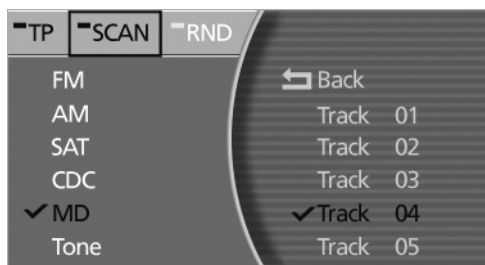 TP SCAN RND
FM
AM
SAT
CDC
MD
Tone
Back
Track 01
Track 02
Track 03
Track 04
Track 05